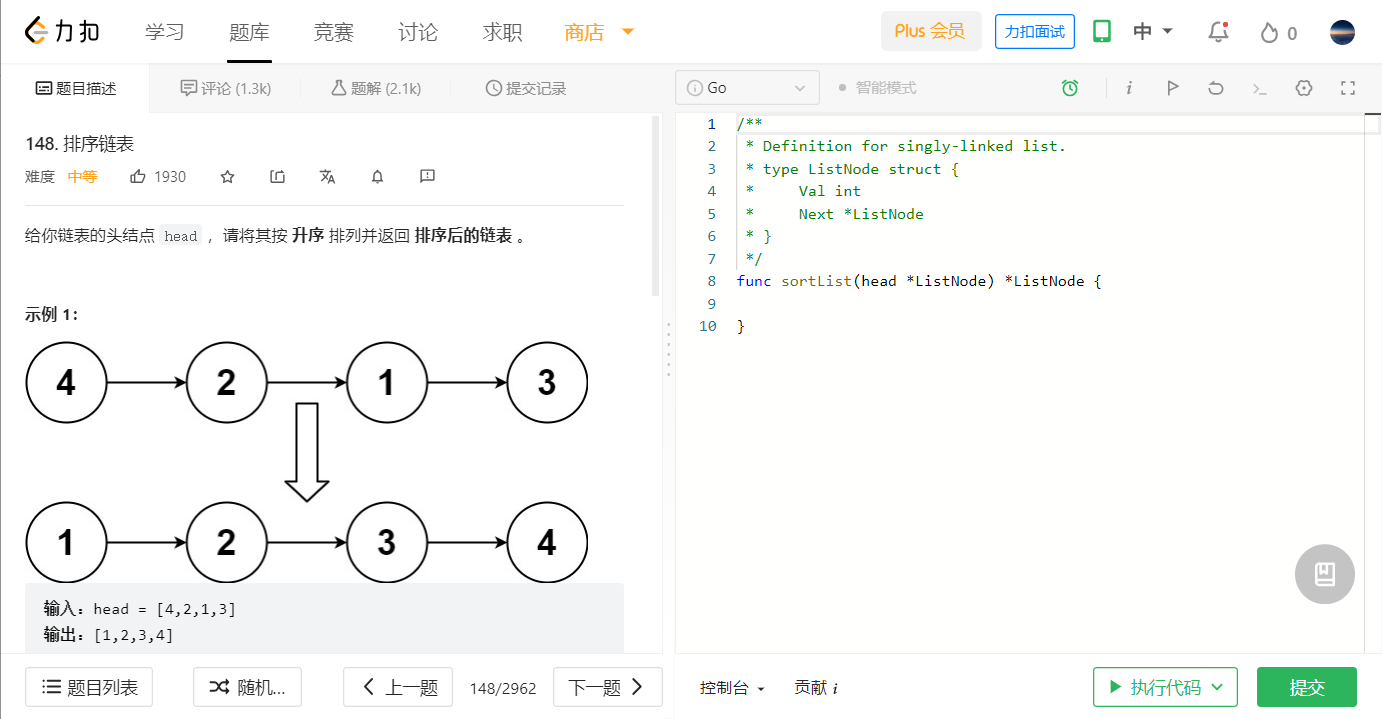 力扣 学习 题库 竞赛 讨论 求职 商店 Plus 会员 力扣面试 中 0
题目描述 评论 (1.3k) 题解 (2.1k) 提交记录
Go 智能模式 i
148. 排序链表
难度 中等 1930
给你链表的头结点 head ，请将其按 升序 排列并返回 排序后的链表 。
示例 1：
4 2 1 3
1 2 3 4
输入：head = [4,2,1,3]
输出：[1,2,3,4]
1 /**
2 * Definition for singly-linked list.
3 * type ListNode struct {
4 *     Val int
5 *     Next *ListNode
6 * }
7 */
8 func sortList(head *ListNode) *ListNode {
9
10 }
题目列表 随机... 上一题 148/2962 下一题 控制台 贡献 i 执行代码 提交